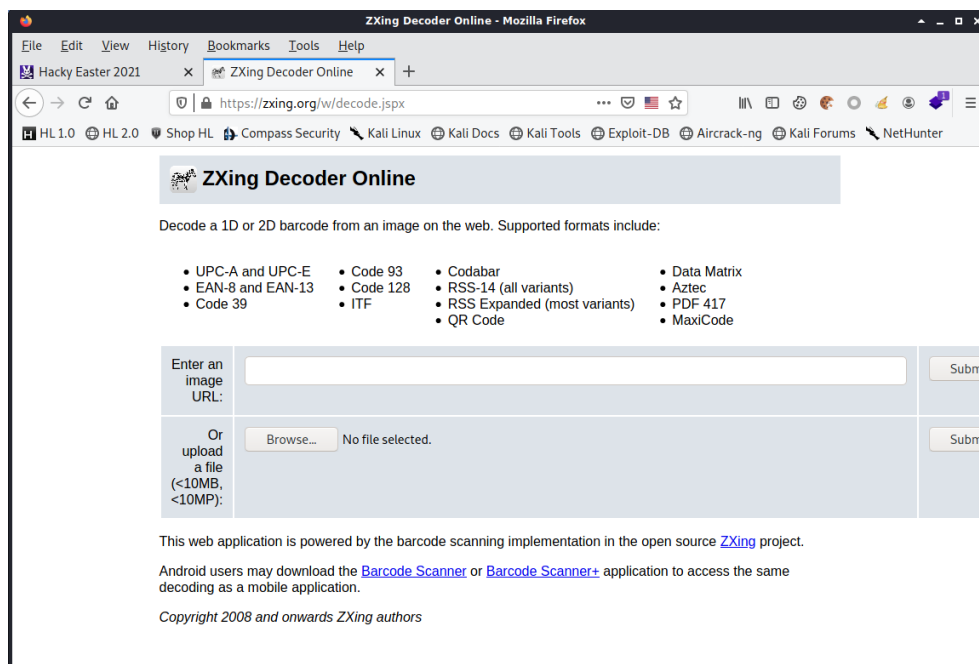 ZXing Decoder Online - Mozilla Firefox
File Edit View History Bookmarks Tools Help
Hacky Easter 2021 ZXing Decoder Online
https://zxing.org/w/decode.jspx
1
HL 1.0 HL 2.0 Shop HL Compass Security Kali Linux Kali Docs Kali Tools Exploit-DB Aircrack-ng Kali Forums NetHunter
ZXing Decoder Online
Decode a 1D or 2D barcode from an image on the web. Supported formats include:
• UPC-A and UPC-E
• EAN-8 and EAN-13
• Code 39
• Code 93
• Code 128
• ITF
• Codabar
• RSS-14 (all variants)
• RSS Expanded (most variants)
• QR Code
• Data Matrix
• Aztec
• PDF 417
• MaxiCode
Enter an
image
URL:
Subm
Or
upload
a file
(<10MB,
<10MP):
Browse... No file selected.
Subm
This web application is powered by the barcode scanning implementation in the open source ZXing project.
Android users may download the Barcode Scanner or Barcode Scanner+ application to access the same
decoding as a mobile application.
Copyright 2008 and onwards ZXing authors